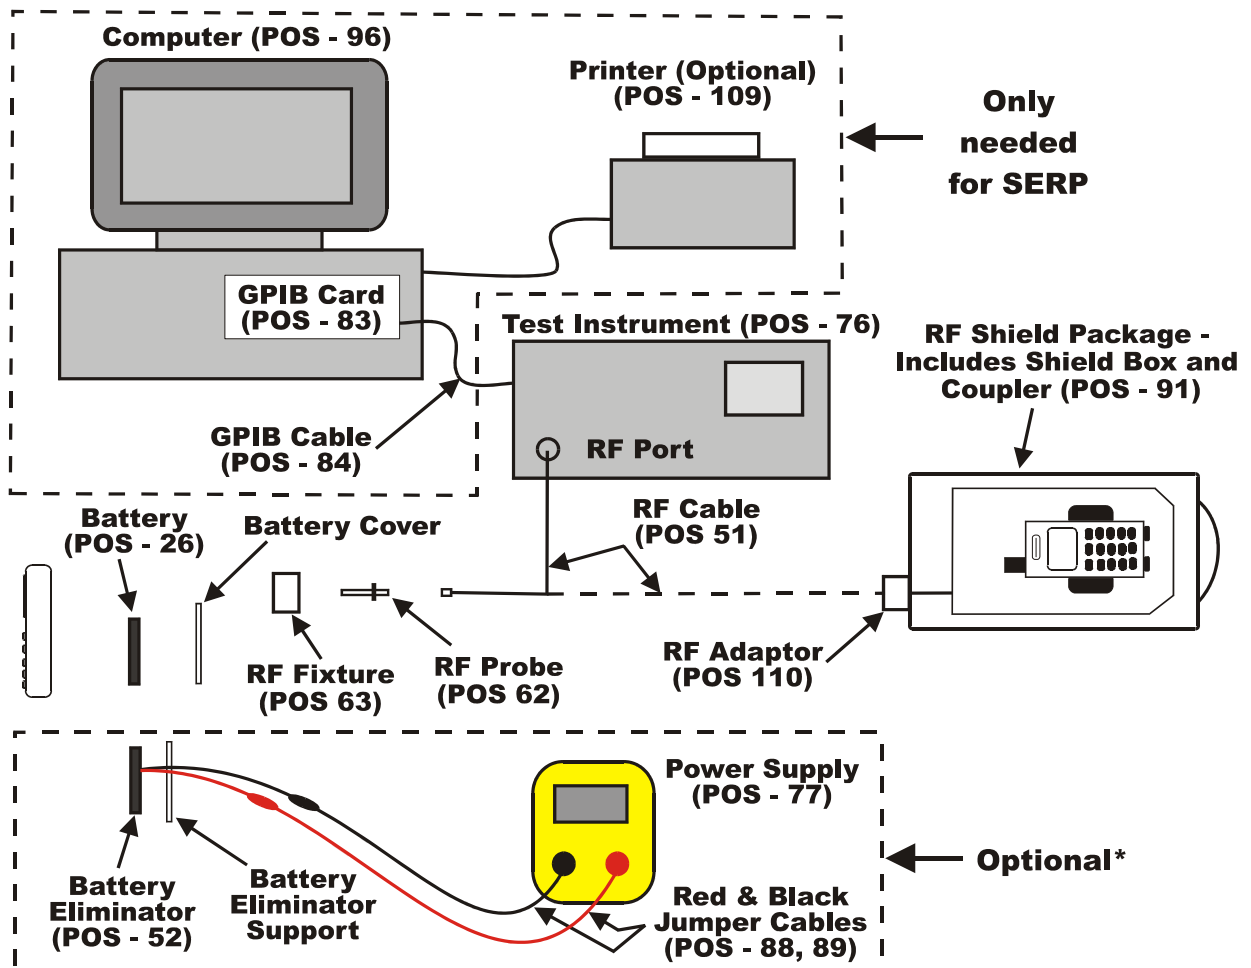 Computer (POS - 96)
Printer (Optional)
(POS - 109)
Only
needed
for SERP
GPIB Card
(POS - 83)
Test Instrument (POS - 76)
RF Shield Package -
Includes Shield Box and
Coupler (POS - 91)
GPIB Cable
(POS - 84)
RF Port
RF Cable
(POS 51)
Battery
(POS - 26)
Battery Cover
RF Fixture
(POS 63)
RF Probe
(POS 62)
RF Adaptor
(POS 110)
Power Supply
(POS - 77)
Optional*
Battery
Eliminator
(POS - 52)
Battery
Eliminator
Support
Red & Black
Jumper Cables
(POS - 88, 89)